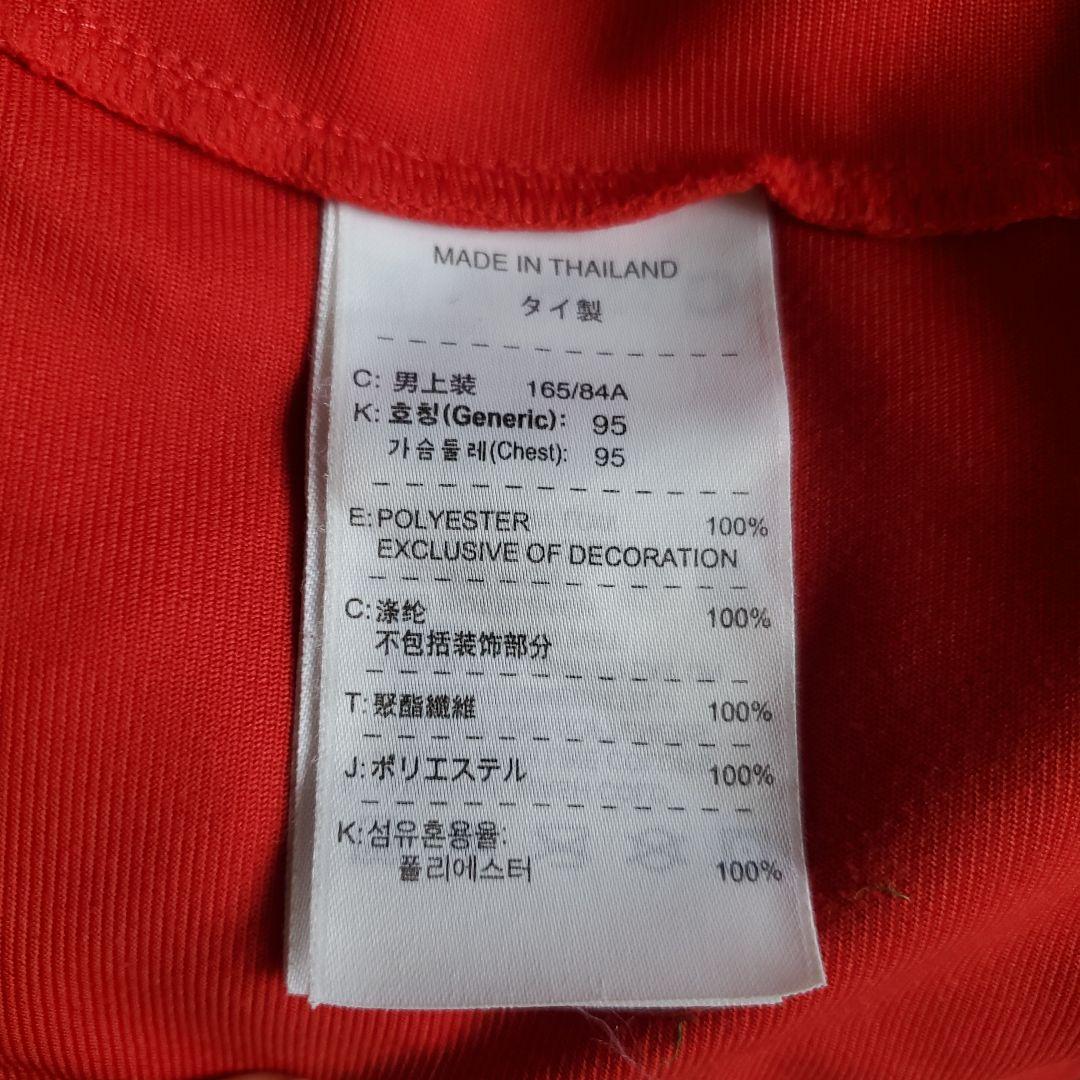 MADE IN THAILAND
タイ製
C: 男上装 165/84A
K: 호칭(Generic): 95
가슴둘레(Chest): 95
E: POLYESTER 100%
EXCLUSIVE OF DECORATION
C: 涤纶 100%
不包括装饰部分
T: 聚酯纖維 100%
J: ポリエステル 100%
K: 섬유혼용율:
폴리에스터 100%